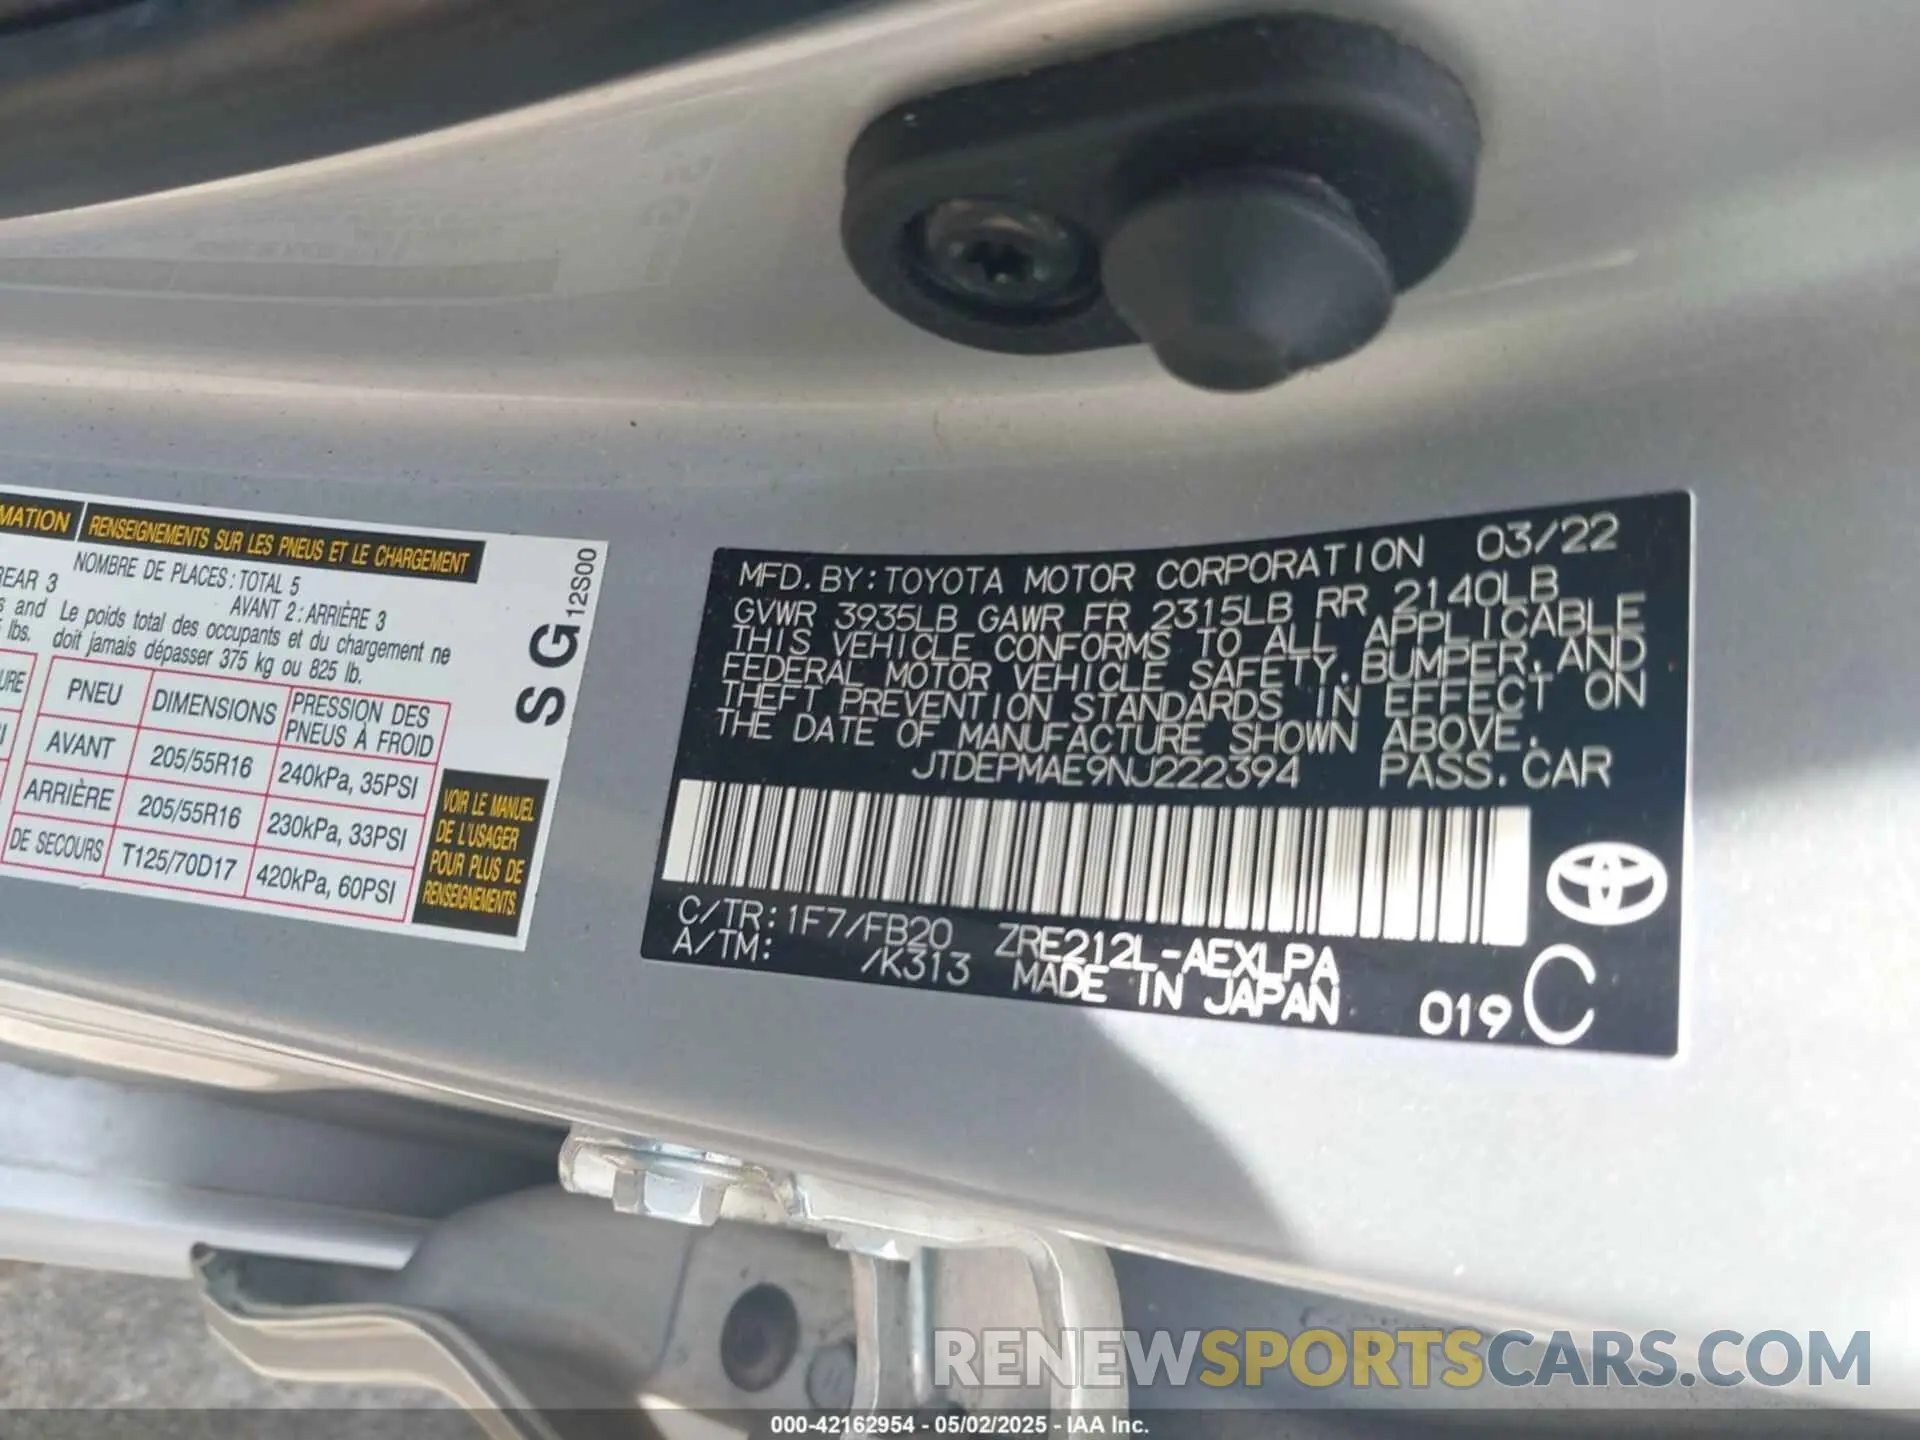 MATION RENSEIGNEMENTS SUR LES PNEUS ET LE CHARGEMENT
NOMBRE DE PLACES : TOTAL 5
REAR 3 AVANT 2 : ARRIÈRE 3
and Le poids total des occupants et du chargement ne
lbs. doit jamais dépasser 375 kg ou 825 lb.
PNEU DIMENSIONS PRESSION DES PNEUS À FROID
AVANT 205/55R16 240kPa, 35PSI
ARRIÈRE 205/55R16 230kPa, 33PSI
DE SECOURS T125/70D17 420kPa, 60PSI
SG 12S00
VOIR LE MANUEL
DE L'USAGER
POUR PLUS DE
RENSEIGNEMENTS.
MFD. BY: TOYOTA MOTOR CORPORATION 03/22
GVWR 3935LB GAWR FR 2315LB RR 2140LB
THIS VEHICLE CONFORMS TO ALL APPLICABLE
FEDERAL MOTOR VEHICLE SAFETY, BUMPER, AND
THEFT PREVENTION STANDARDS IN EFFECT ON
THE DATE OF MANUFACTURE SHOWN ABOVE.
JTDEPMAE9NJ222394 PASS. CAR
C/TR: 1F7/FB20 ZRE212L-AEXLPA
A/TM: /K313 MADE IN JAPAN 019 C
RENEWSPORTSCARS.COM
000-42162954 - 05/02/2025 - IAA Inc.